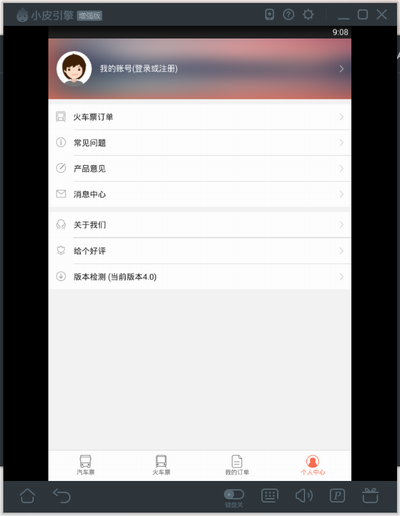 小皮引擎 增强版
9:08
我的账号(登录或注册)
火车票订单
常见问题
产品意见
消息中心
关于我们
给个好评
版本检测 (当前版本4.0)
汽车票 火车票 我的订单 个人中心